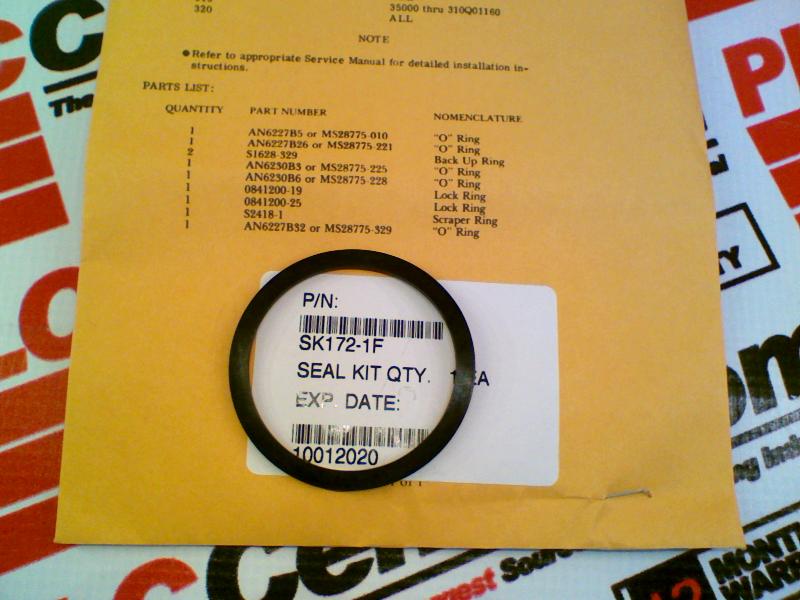 320 35000 thru 310Q01160
ALL
NOTE
●Refer to appropriate Service Manual for detailed installation in-
structions.
PARTS LIST:
QUANTITY PART NUMBER NOMENCLATURE
1 AN6227B5 or MS28775-010 "O" Ring
1 AN6227B26 or MS28775-221 "O" Ring
2 S1628-329 Back Up Ring
1 AN6230B3 or MS28775-225 "O" Ring
1 AN6230B6 or MS28775-228 "O" Ring
1 0841200-19 Lock Ring
1 0841200-25 Lock Ring
1 S2418-1 Scraper Ring
1 AN6227B32 or MS28775-329 "O" Ring
P/N:
SK172-1F
SEAL KIT QTY. 1 EA
EXP. DATE:
10012020
of 1
The